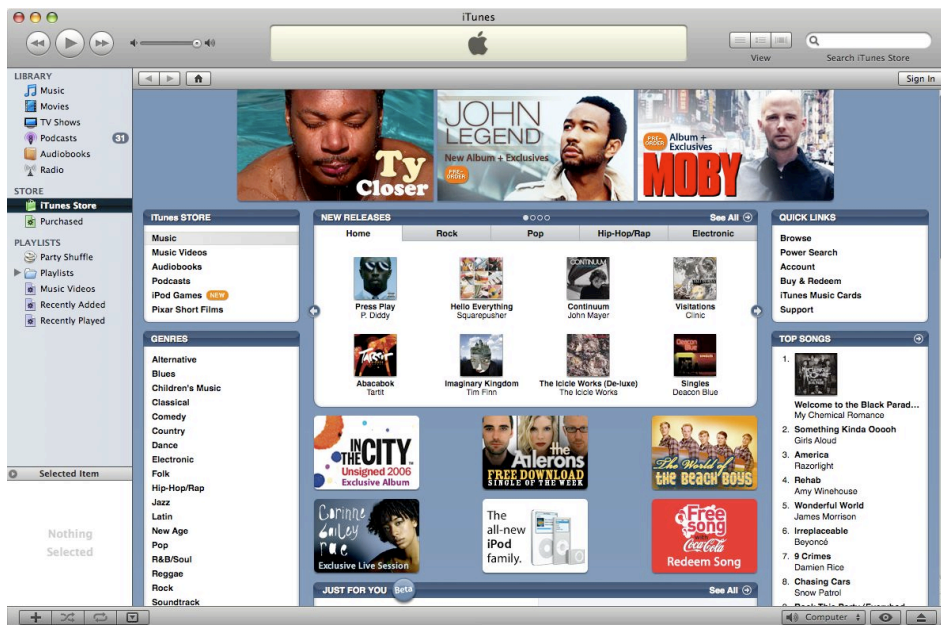 iTunes
View
Search iTunes Store
LIBRARY
Music
Movies
TV Shows
Podcasts 31
Audiobooks
Radio
STORE
iTunes Store
Purchased
PLAYLISTS
Party Shuffle
Playlists
Music Videos
Recently Added
Recently Played
Selected Item
Nothing
Selected
Sign In
Ty
Closer
JOHN
LEGEND
New Album + Exclusives
PRE-
ORDER
PRE-
ORDER
Album +
Exclusives
MOBY
iTunes STORE
Music
Music Videos
Audiobooks
Podcasts
iPod Games NEW
Pixar Short Films
GENRES
Alternative
Blues
Children's Music
Classical
Comedy
Country
Dance
Electronic
Folk
Hip-Hop/Rap
Jazz
Latin
New Age
Pop
R&B/Soul
Reggae
Rock
Soundtrack
NEW RELEASES See All
Home Rock Pop Hip-Hop/Rap Electronic
Press Play
P. Diddy
Hello Everything
Squarepusher
CONTINUUM
Continuum
John Mayer
Visitations
Clinic
Abacabok
Tartit
Imaginary Kingdom
Tim Finn
The Icicle Works (De-luxe)
The Icicle Works
Deacon
Blue
Singles
Deacon Blue
IN
THE CITY
Unsigned 2006
Exclusive Album
the
Ailerons
FREE DOWNLOAD
SINGLE OF THE WEEK
The World of
THE BEACH BOYS
Corinne
Bailey
rae
Exclusive Live Session
The
all-new
iPod
family.
Free
song
with
Coca-Cola
Redeem Song
JUST FOR YOU Beta See All
QUICK LINKS
Browse
Power Search
Account
Buy & Redeem
iTunes Music Cards
Support
TOP SONGS
1.
Welcome to the Black Parad...
My Chemical Romance
2. Something Kinda Ooooh
Girls Aloud
3. America
Razorlight
4. Rehab
Amy Winehouse
5. Wonderful World
James Morrison
6. Irreplaceable
Beyoncé
7. 9 Crimes
Damien Rice
8. Chasing Cars
Snow Patrol
Computer